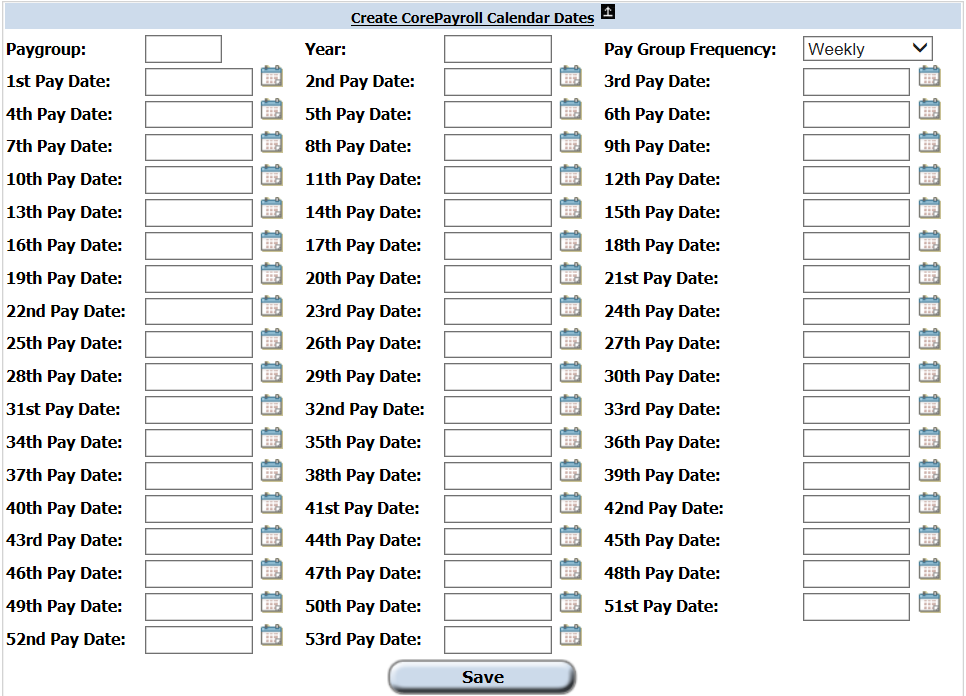 Create CorePayroll Calendar Dates
Paygroup: Year: Pay Group Frequency: Weekly
1st Pay Date: 2nd Pay Date: 3rd Pay Date:
4th Pay Date: 5th Pay Date: 6th Pay Date:
7th Pay Date: 8th Pay Date: 9th Pay Date:
10th Pay Date: 11th Pay Date: 12th Pay Date:
13th Pay Date: 14th Pay Date: 15th Pay Date:
16th Pay Date: 17th Pay Date: 18th Pay Date:
19th Pay Date: 20th Pay Date: 21st Pay Date:
22nd Pay Date: 23rd Pay Date: 24th Pay Date:
25th Pay Date: 26th Pay Date: 27th Pay Date:
28th Pay Date: 29th Pay Date: 30th Pay Date:
31st Pay Date: 32nd Pay Date: 33rd Pay Date:
34th Pay Date: 35th Pay Date: 36th Pay Date:
37th Pay Date: 38th Pay Date: 39th Pay Date:
40th Pay Date: 41st Pay Date: 42nd Pay Date:
43rd Pay Date: 44th Pay Date: 45th Pay Date:
46th Pay Date: 47th Pay Date: 48th Pay Date:
49th Pay Date: 50th Pay Date: 51st Pay Date:
52nd Pay Date: 53rd Pay Date:
Save